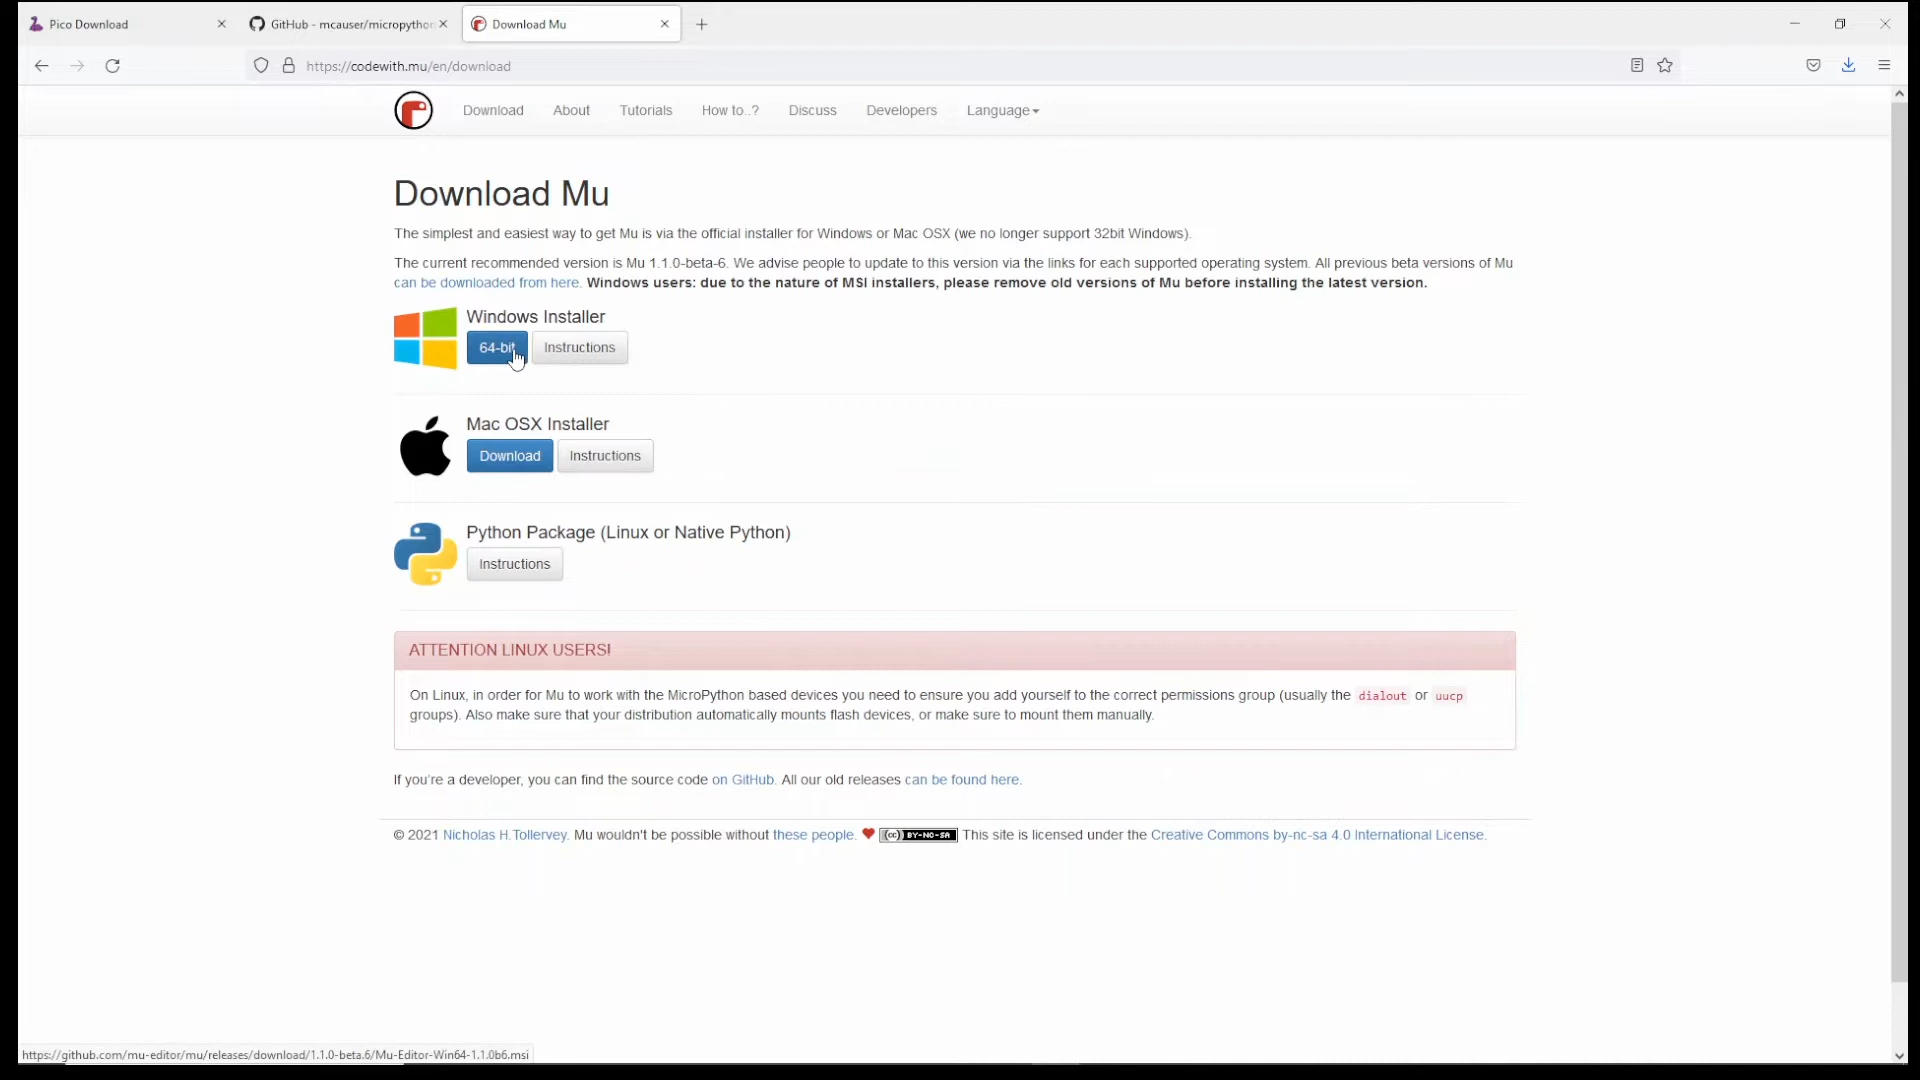 Pico Download
GitHub - mcauser/micropython
Download Mu
https://codewith.mu/en/download
Download About Tutorials How to..? Discuss Developers Language
Download Mu
The simplest and easiest way to get Mu is via the official installer for Windows or Mac OSX (we no longer support 32bit Windows).
The current recommended version is Mu 1.1.0-beta-6. We advise people to update to this version via the links for each supported operating system. All previous beta versions of Mu
can be downloaded from here. Windows users: due to the nature of MSI installers, please remove old versions of Mu before installing the latest version.
Windows Installer
64-bit Instructions
Mac OSX Installer
Download Instructions
Python Package (Linux or Native Python)
Instructions
ATTENTION LINUX USERS!
On Linux, in order for Mu to work with the MicroPython based devices you need to ensure you add yourself to the correct permissions group (usually the dialout or uucp
groups). Also make sure that your distribution automatically mounts flash devices, or make sure to mount them manually.
If you're a developer, you can find the source code on GitHub. All our old releases can be found here.
© 2021 Nicholas H.Tollervey. Mu wouldn't be possible without these people. ❤ (cc) BY-NC-SA This site is licensed under the Creative Commons by-nc-sa 4.0 International License.
https://github.com/mu-editor/mu/releases/download/1.1.0-beta.6/Mu-Editor-Win64-1.1.0b6.msi